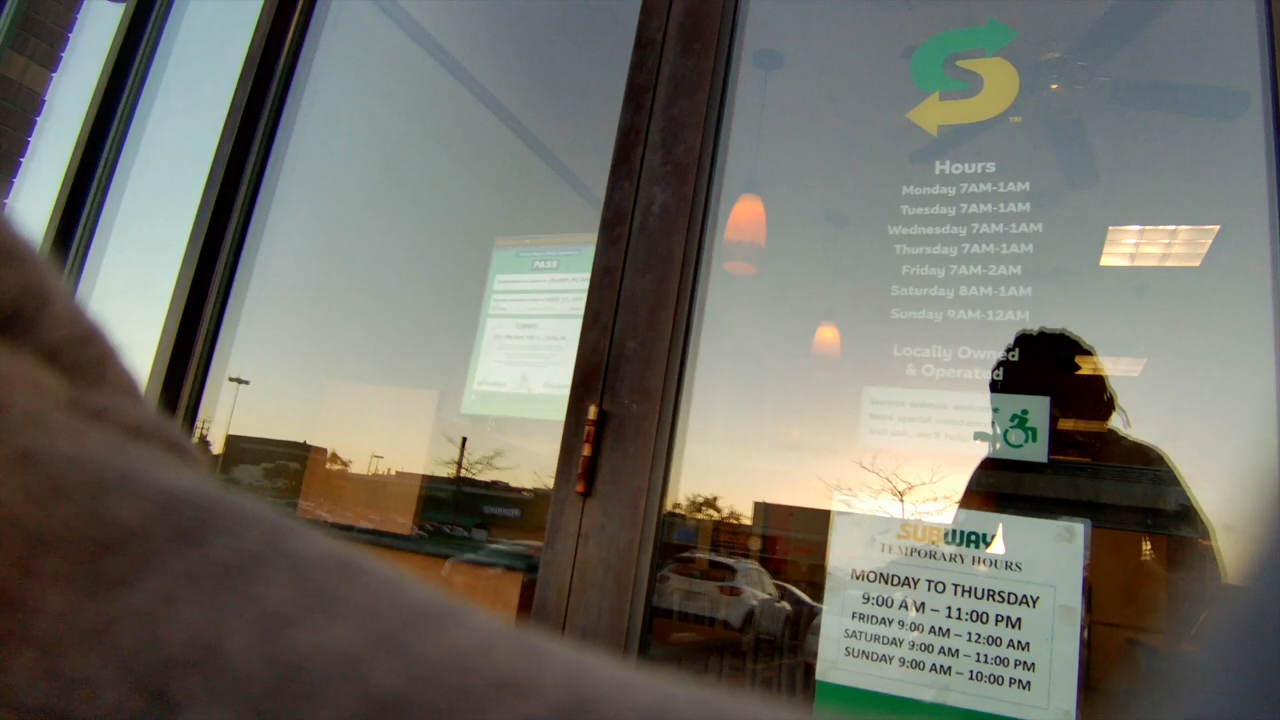 PASS
™
Hours
Monday 7AM-1AM
Tuesday 7AM-1AM
Wednesday 7AM-1AM
Thursday 7AM-1AM
Friday 7AM-2AM
Saturday 8AM-1AM
Sunday 9AM-12AM
Locally Owned
& Operated
SUBWAY
TEMPORARY HOURS
MONDAY TO THURSDAY
9:00 AM – 11:00 PM
FRIDAY 9:00 AM – 12:00 AM
SATURDAY 9:00 AM – 11:00 PM
SUNDAY 9:00 AM – 10:00 PM